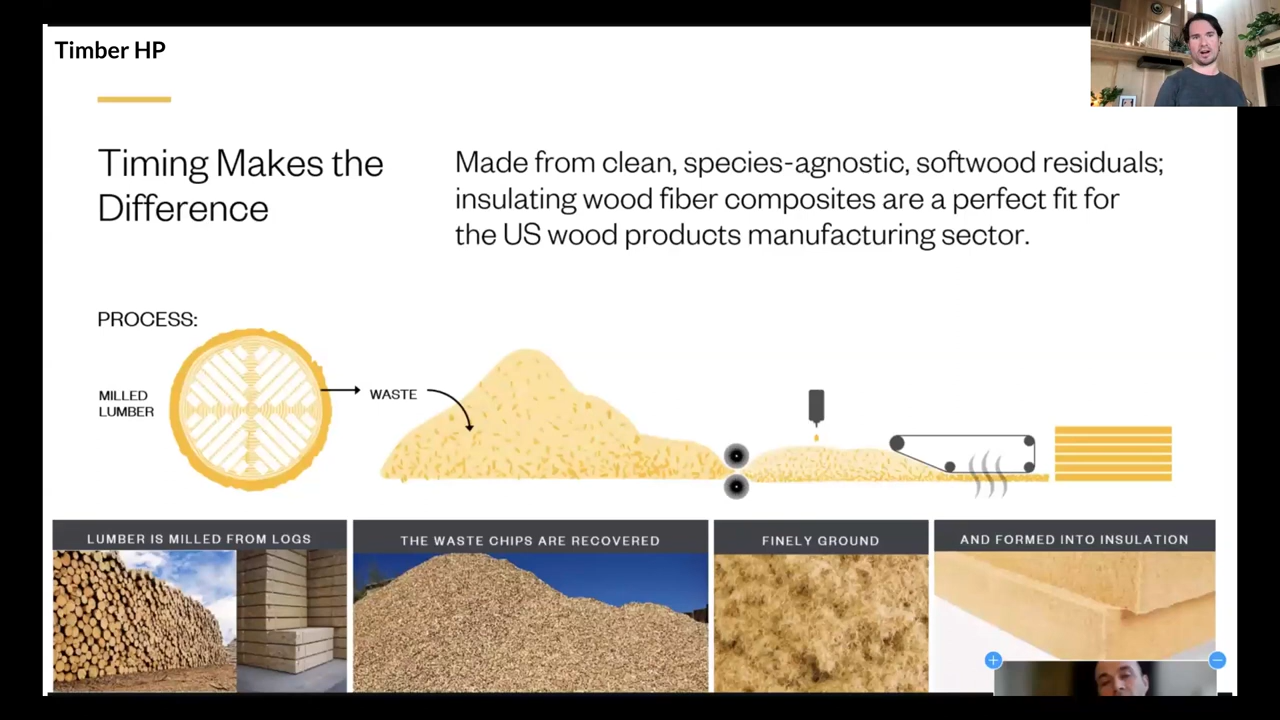 Timber HP
Timing Makes the
Difference
Made from clean, species-agnostic, softwood residuals;
insulating wood fiber composites are a perfect fit for
the US wood products manufacturing sector.
PROCESS:
MILLED
LUMBER
WASTE
LUMBER IS MILLED FROM LOGS
THE WASTE CHIPS ARE RECOVERED
FINELY GROUND
AND FORMED INTO INSULATION